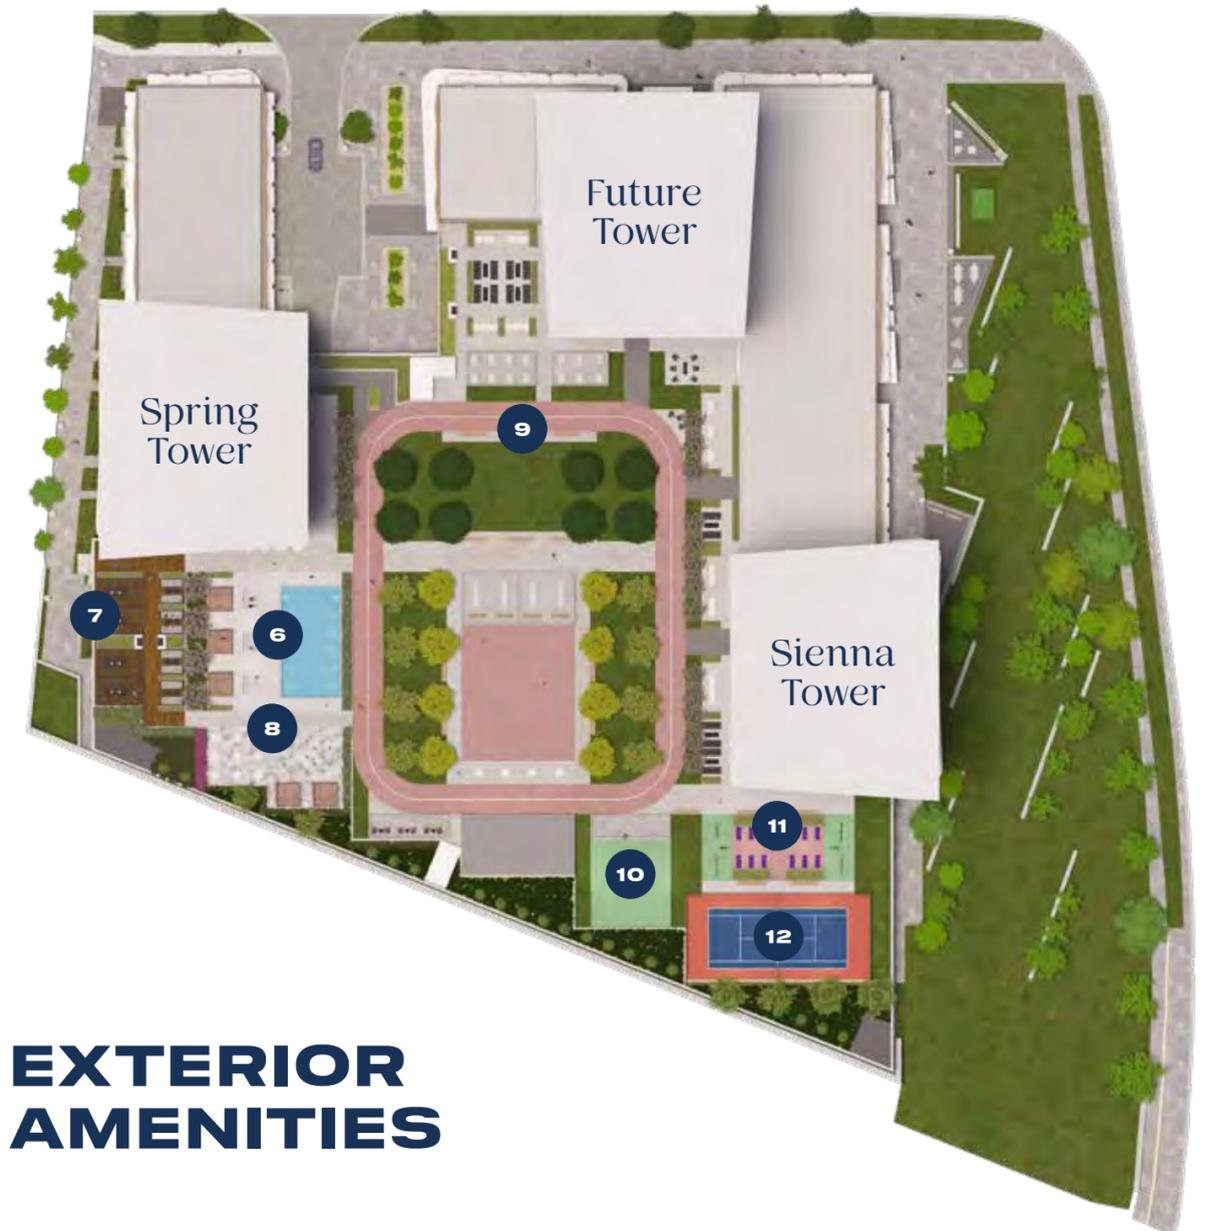 Future
Tower
Spring
Tower
9
7
6
Sienna
Tower
8
11
10
12
EXTERIOR
AMENITIES